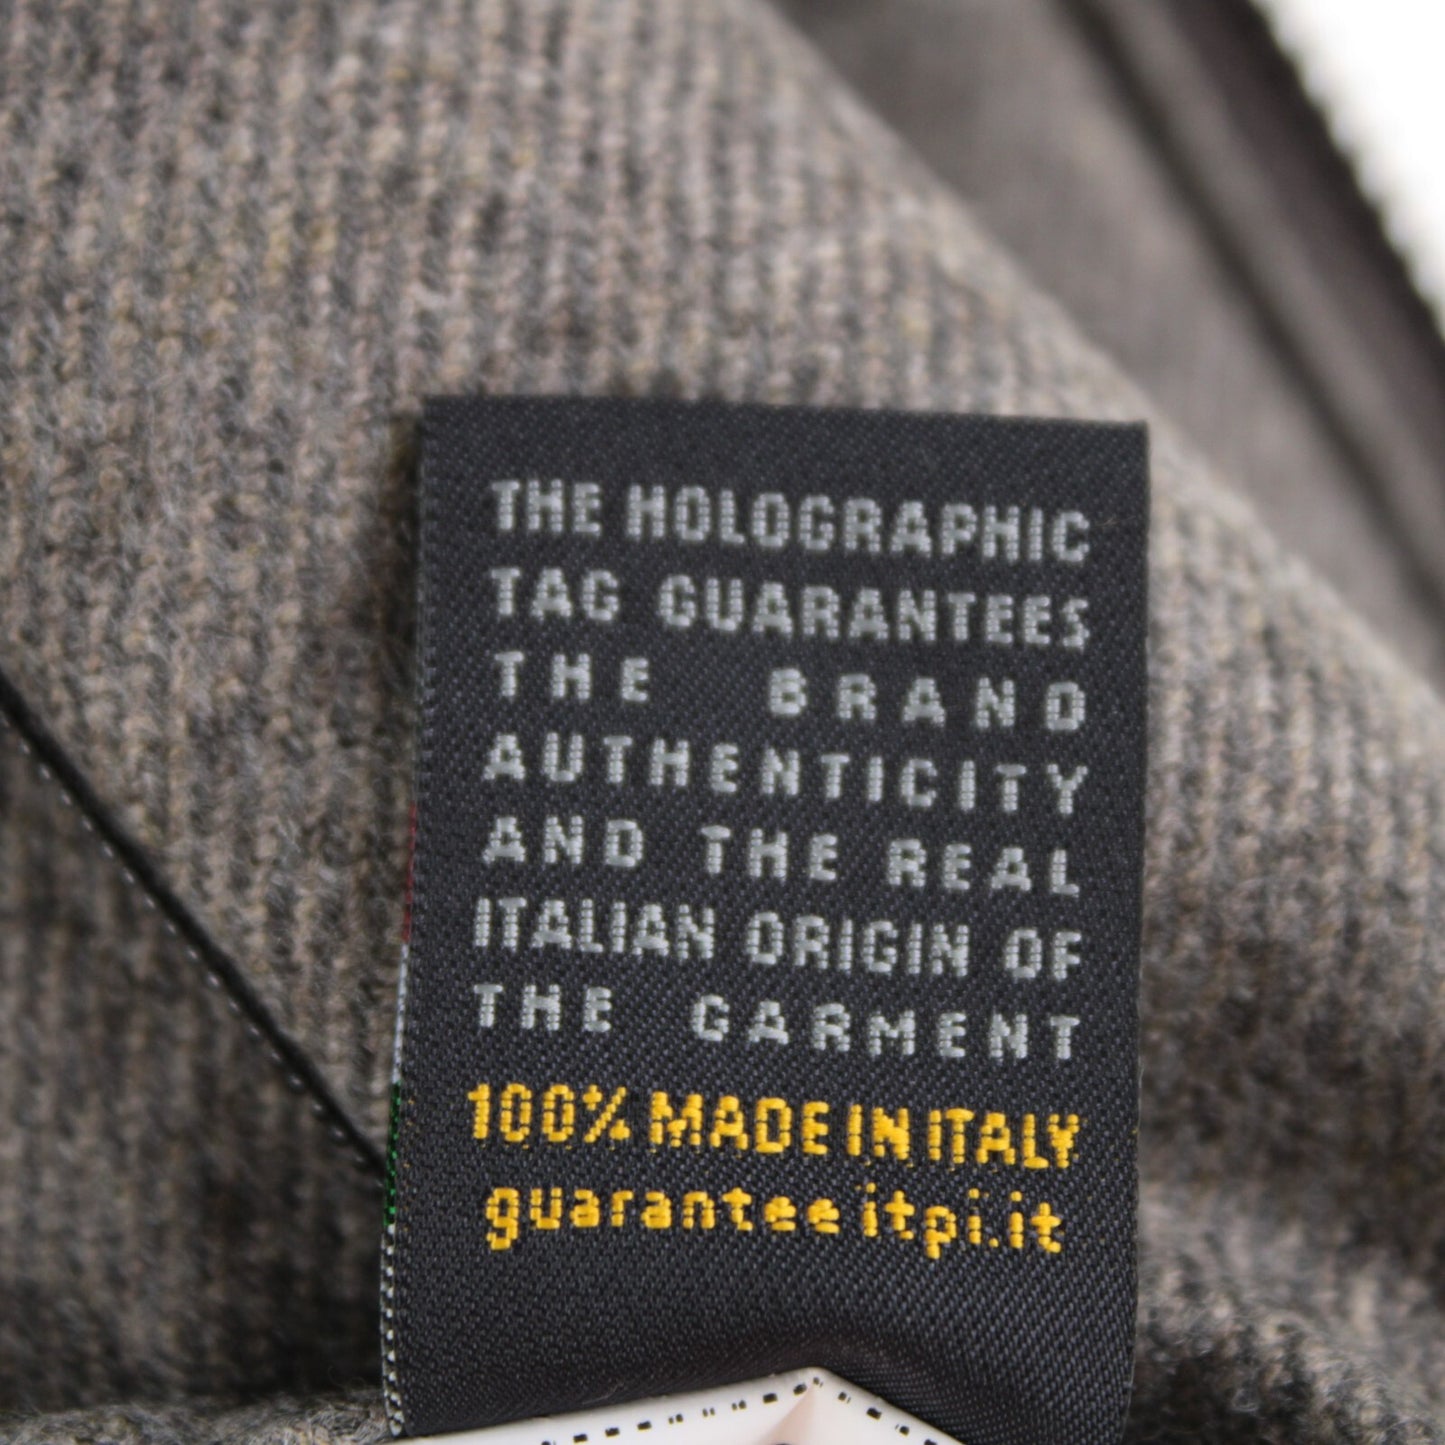 THE HOLOGRAPHIC
TAG GUARANTEES
THE BRAND
AUTHENTICITY
AND THE REAL
ITALIAN ORIGIN OF
THE GARMENT
100% MADE IN ITALY
guarantee itpi.it